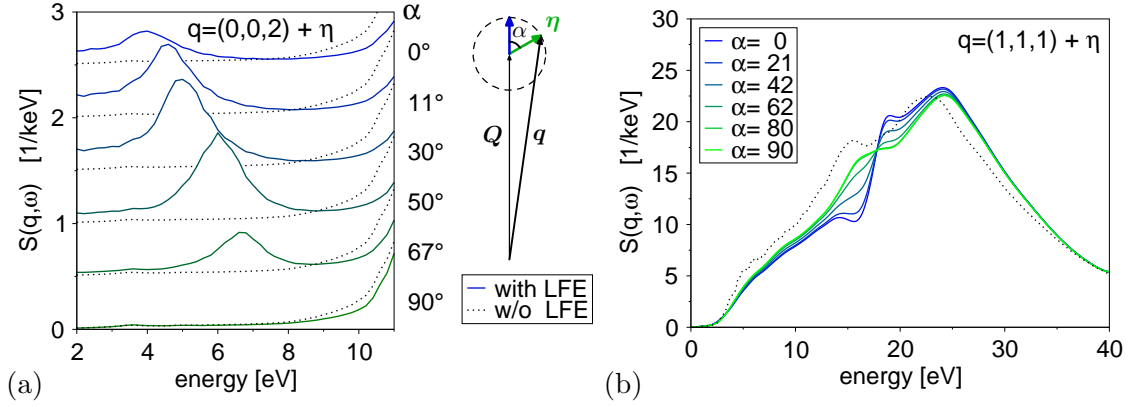 3
2
1
0
S(q,ω) [1/keV]
q=(0,0,2) + η
α
0°
11°
30°
50°
67°
90°
2
4
6
8
10
energy [eV]
(a)
η
α
Q
q
with LFE
w/o LFE
30
25
20
15
10
5
0
S(q,ω) [1/keV]
q=(1,1,1) + η
α= 0
α= 21
α= 42
α= 62
α= 80
α= 90
0
10
20
30
40
energy [eV]
(b)